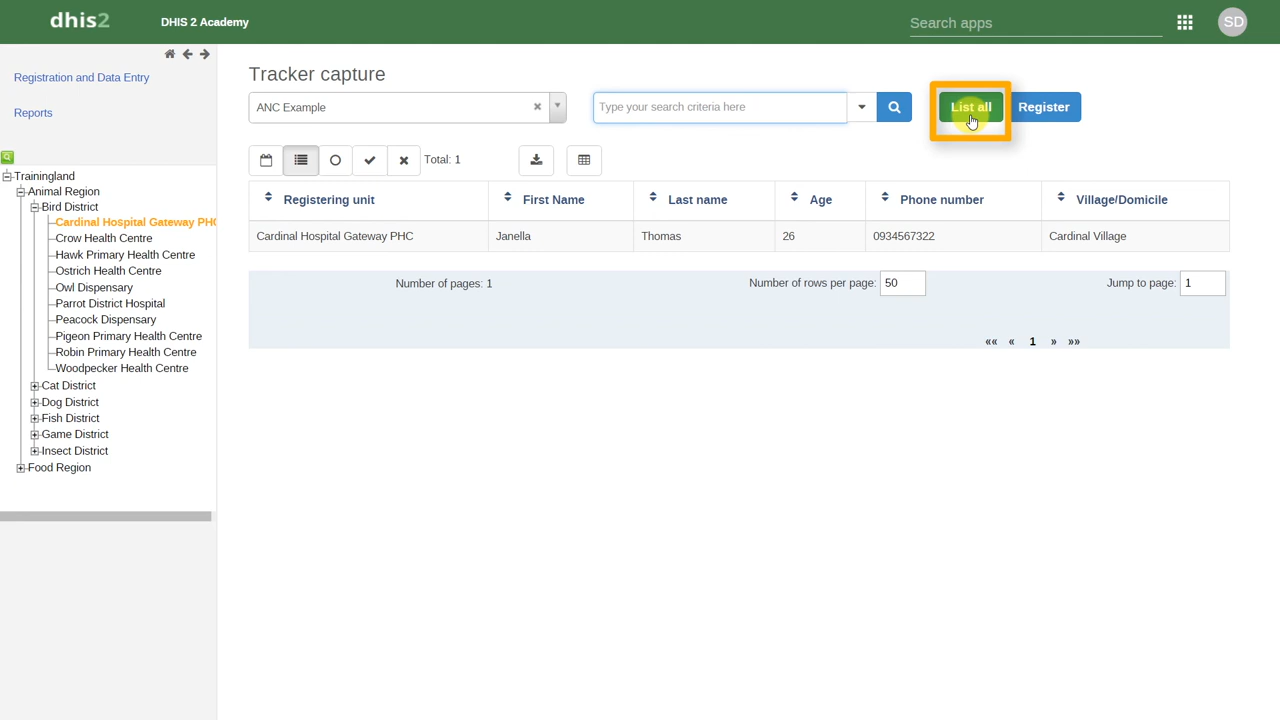 dhis2
DHIS 2 Academy
Search apps
SD
Registration and Data Entry
Reports
Trainingland
Animal Region
Bird District
Cardinal Hospital Gateway PHC
Crow Health Centre
Hawk Primary Health Centre
Ostrich Health Centre
Owl Dispensary
Parrot District Hospital
Peacock Dispensary
Pigeon Primary Health Centre
Robin Primary Health Centre
Woodpecker Health Centre
Cat District
Dog District
Fish District
Game District
Insect District
Food Region
Tracker capture
ANC Example
Type your search criteria here
List all
Register
Total: 1
Registering unit First Name Last name Age Phone number Village/Domicile
Cardinal Hospital Gateway PHC Janella Thomas 26 0934567322 Cardinal Village
Number of pages: 1 Number of rows per page: 50 Jump to page: 1
«« « 1 » »»